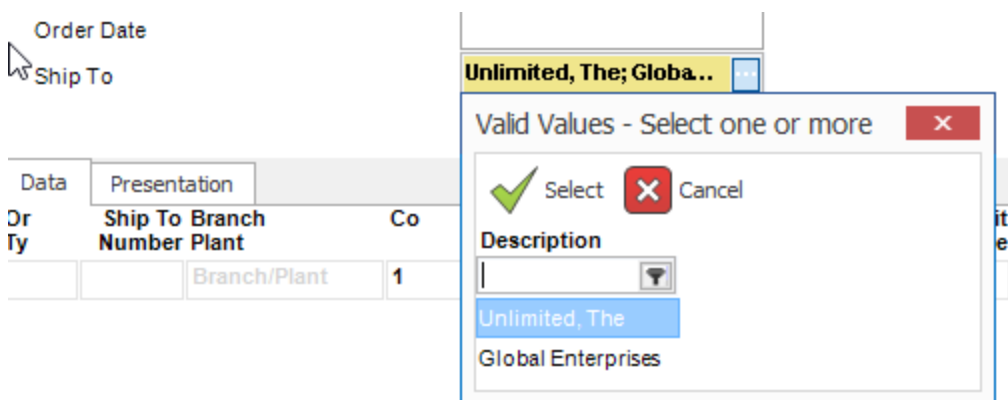 Order Date
Ship To
Unlimited, The; Globa...
Valid Values - Select one or more
Select
Cancel
Data
Presentation
Or
Ty
Ship To
Number
Branch
Plant
Co
Description
it
e
Branch/Plant
1
Unlimited, The
Global Enterprises